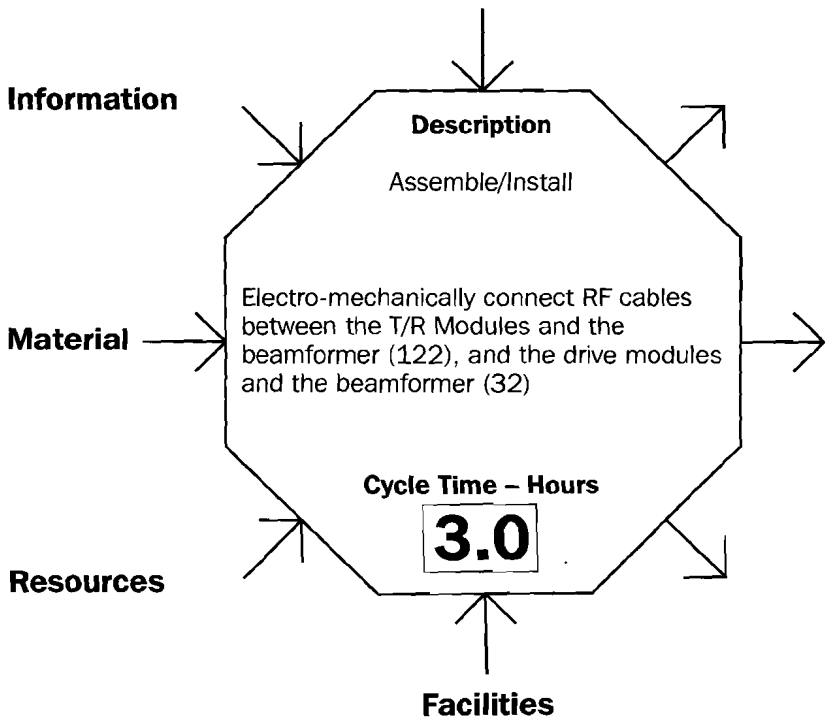 Information
Description
Assemble/Install
Material
Electro-mechanically connect RF cables
between the T/R Modules and the
beamformer (122), and the drive modules
and the beamformer (32)
Cycle Time – Hours
3.0
Resources
Facilities